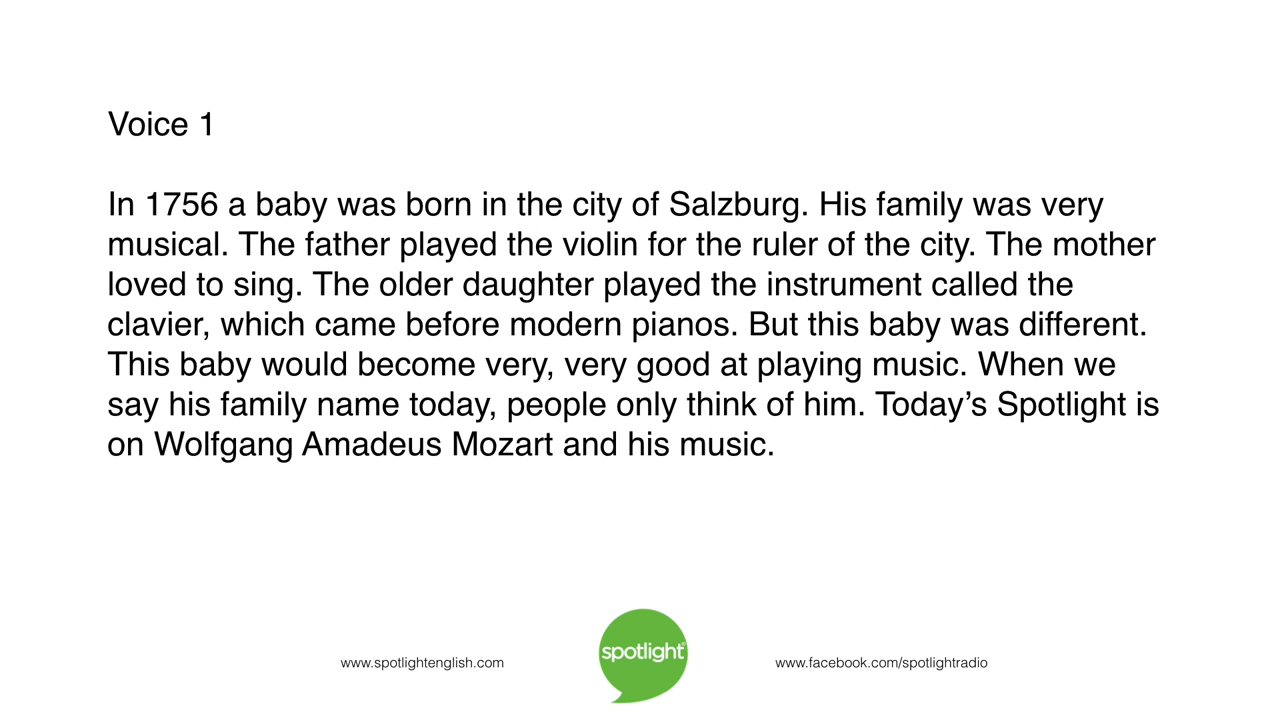 Voice 1
In 1756 a baby was born in the city of Salzburg. His family was very
musical. The father played the violin for the ruler of the city. The mother
loved to sing. The older daughter played the instrument called the
clavier, which came before modern pianos. But this baby was different.
This baby would become very, very good at playing music. When we
say his family name today, people only think of him. Today’s Spotlight is
on Wolfgang Amadeus Mozart and his music.
www.spotlightenglish.com
spotlight®
www.facebook.com/spotlightradio